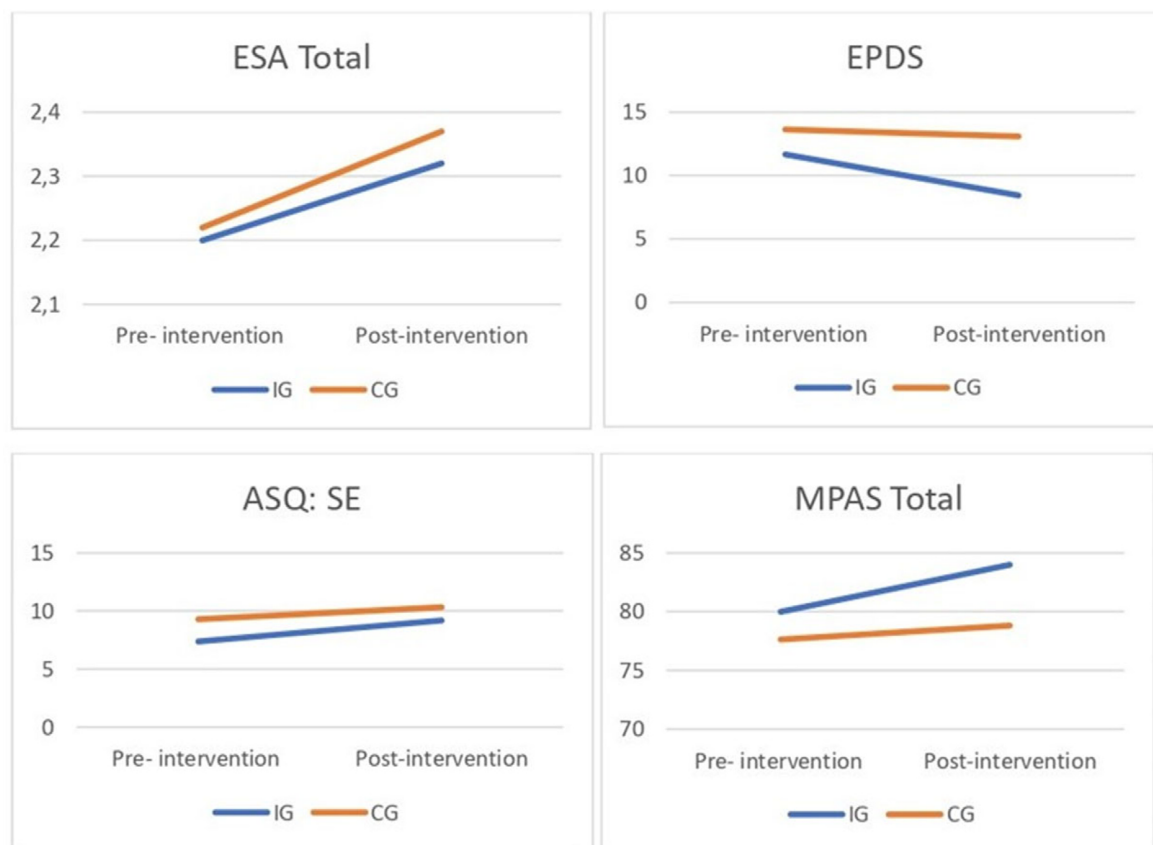 ESA Total
2,4
2,3
2,2
2,1
Pre- intervention Post-intervention
IG CG
EPDS
15
10
5
0
Pre- intervention Post-intervention
IG CG
ASQ: SE
15
10
5
0
Pre- intervention Post-intervention
IG CG
MPAS Total
85
80
75
70
Pre- intervention Post-intervention
IG CG